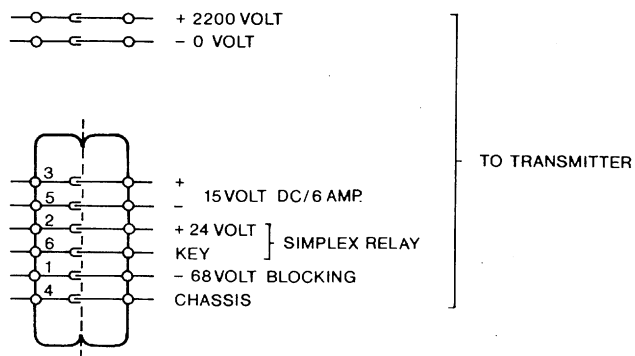 + 2200 VOLT
- 0 VOLT
TO TRANSMITTER
3 +
15 VOLT DC/6 AMP.
5 -
2 + 24 VOLT
SIMPLEX RELAY
6 KEY
1 - 68 VOLT BLOCKING
4 CHASSIS